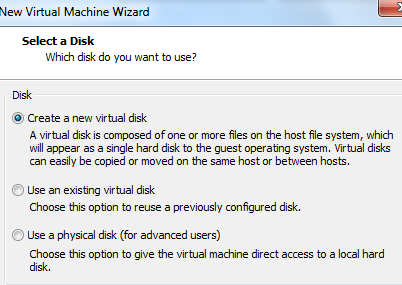 New Virtual Machine Wizard
Select a Disk
Which disk do you want to use?
Disk
Create a new virtual disk
A virtual disk is composed of one or more files on the host file system, which
will appear as a single hard disk to the guest operating system. Virtual disks
can easily be copied or moved on the same host or between hosts.
Use an existing virtual disk
Choose this option to reuse a previously configured disk.
Use a physical disk (for advanced users)
Choose this option to give the virtual machine direct access to a local hard
disk.